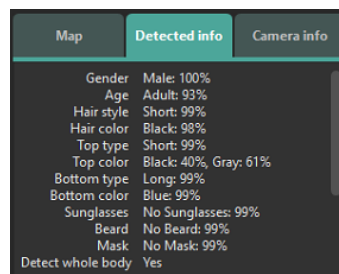 Map Detected info Camera info
Gender Male: 100%
Age Adult: 93%
Hair style Short: 99%
Hair color Black: 98%
Top type Short: 99%
Top color Black: 40%, Gray: 61%
Bottom type Long: 99%
Bottom color Blue: 99%
Sunglasses No Sunglasses: 99%
Beard No Beard: 99%
Mask No Mask: 99%
Detect whole body Yes